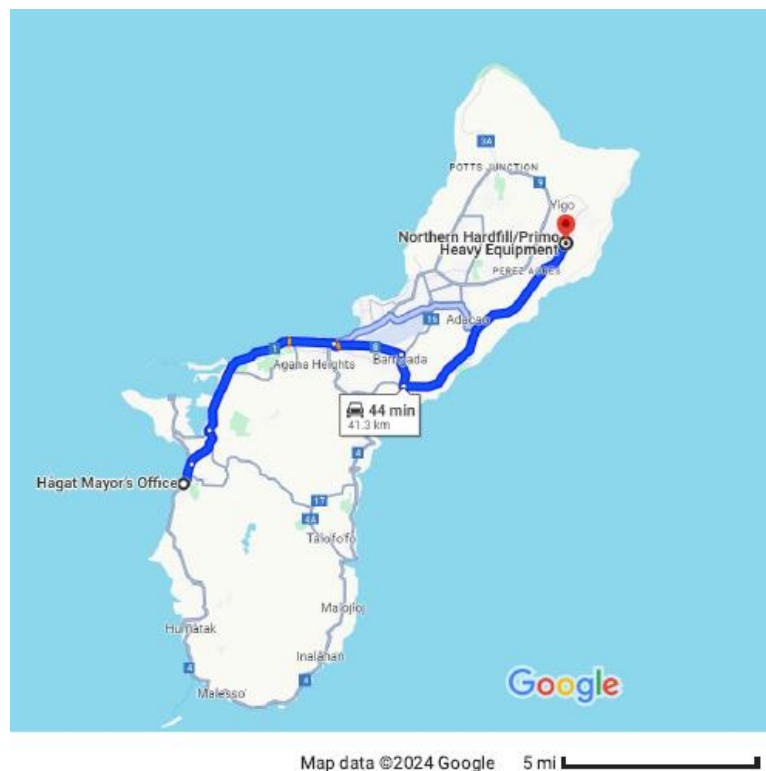 3A
POTTS JUNCTION
9
Yigo
Northern Hardfill/Primo
Heavy Equipment
PEREZ ACRES
16
Adacao
1
8
Barrigada
Agana Heights
44 min
41.3 km
4
Hågat Mayor's Office
17
4A
Talofofo
Malojloj
Humåtak
Inalåhan
4
4
Malesso'
Google
Map data ©2024 Google 5 mi